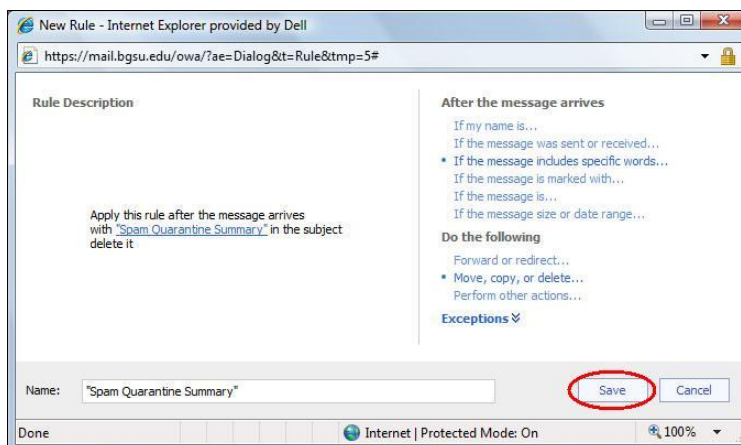 New Rule - Internet Explorer provided by Dell
https://mail.bgsu.edu/owa/?ae=Dialog&t=Rule&tmp=5#
Rule Description
Apply this rule after the message arrives
with "Spam Quarantine Summary" in the subject
delete it
After the message arrives
If my name is...
If the message was sent or received...
If the message includes specific words...
If the message is marked with...
If the message is...
If the message size or date range...
Do the following
Forward or redirect...
Move, copy, or delete...
Perform other actions...
Exceptions
Name: "Spam Quarantine Summary" Save Cancel
Done Internet | Protected Mode: On 100%